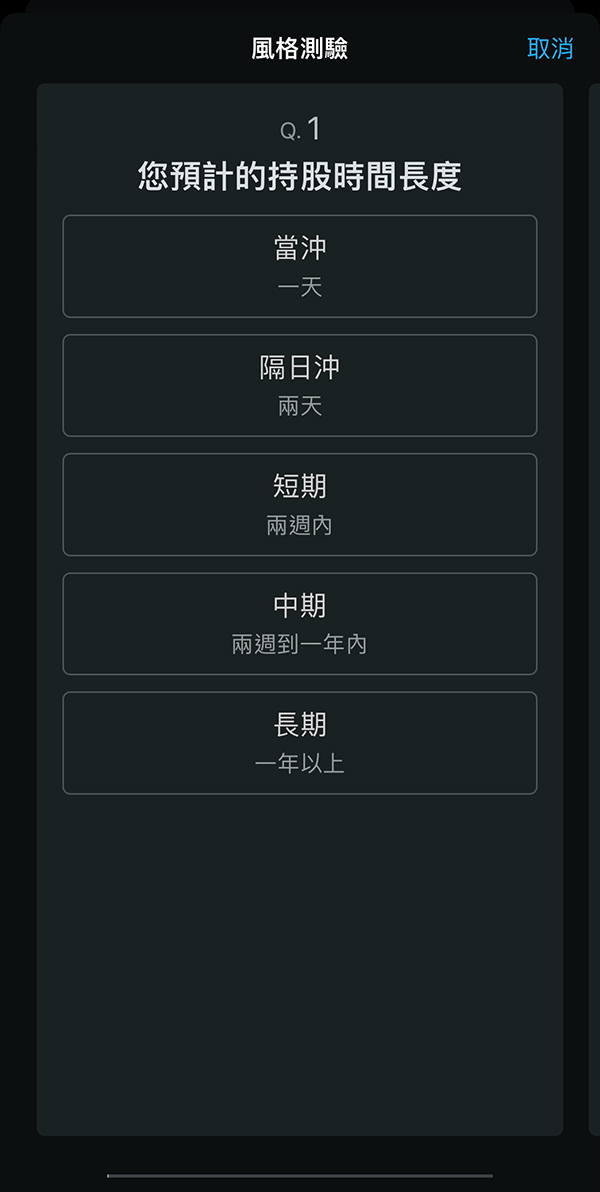 風格測驗
取消
Q.1
您預計的持股時間長度
當沖
一天
隔日沖
兩天
短期
兩週內
中期
兩週到一年內
長期
一年以上